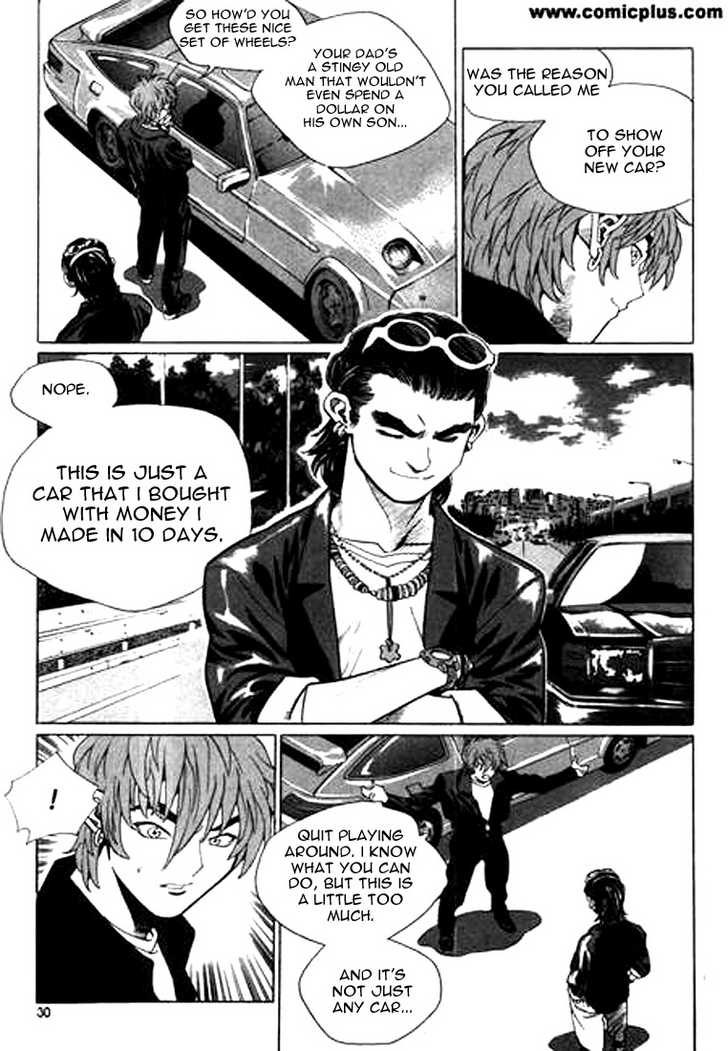 www.comicplus.com
SO HOW'D YOU
GET THESE NICE
SET OF WHEELS?
YOUR DAD'S
A STINGY OLD
MAN THAT WOULDN'T
EVEN SPEND A
DOLLAR ON
HIS OWN SON...
WAS THE REASON
YOU CALLED ME
TO SHOW
OFF YOUR
NEW CAR?
NOPE.
THIS IS JUST A
CAR THAT I BOUGHT
WITH MONEY I
MADE IN 10 DAYS.
!
QUIT PLAYING
AROUND. I KNOW
WHAT YOU CAN
DO, BUT THIS IS
A LITTLE TOO
MUCH.
AND IT'S
NOT JUST
ANY CAR...
30